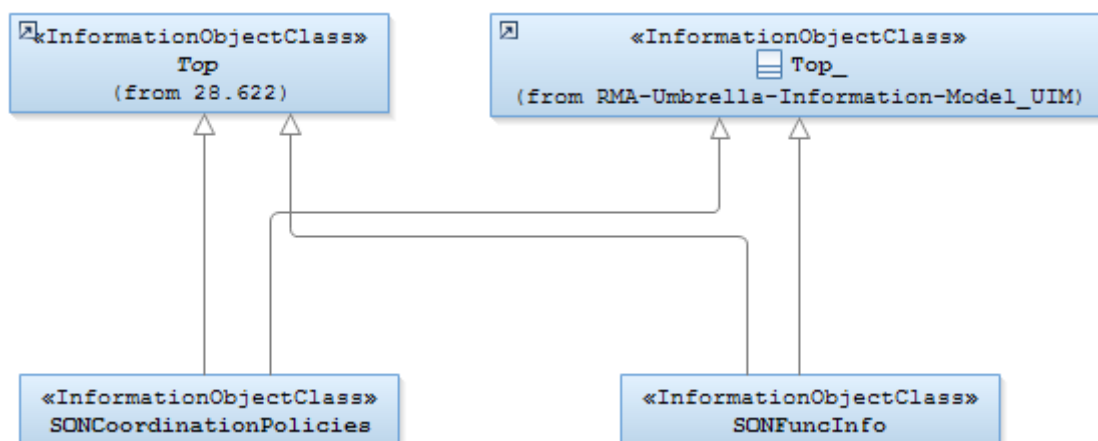 «InformationObjectClass»
Top
(from 28.622)
«InformationObjectClass»
Top_
(from RMA-Umbrella-Information-Model_UIM)
«InformationObjectClass»
SONCoordinationPolicies
«InformationObjectClass»
SONFuncInfo